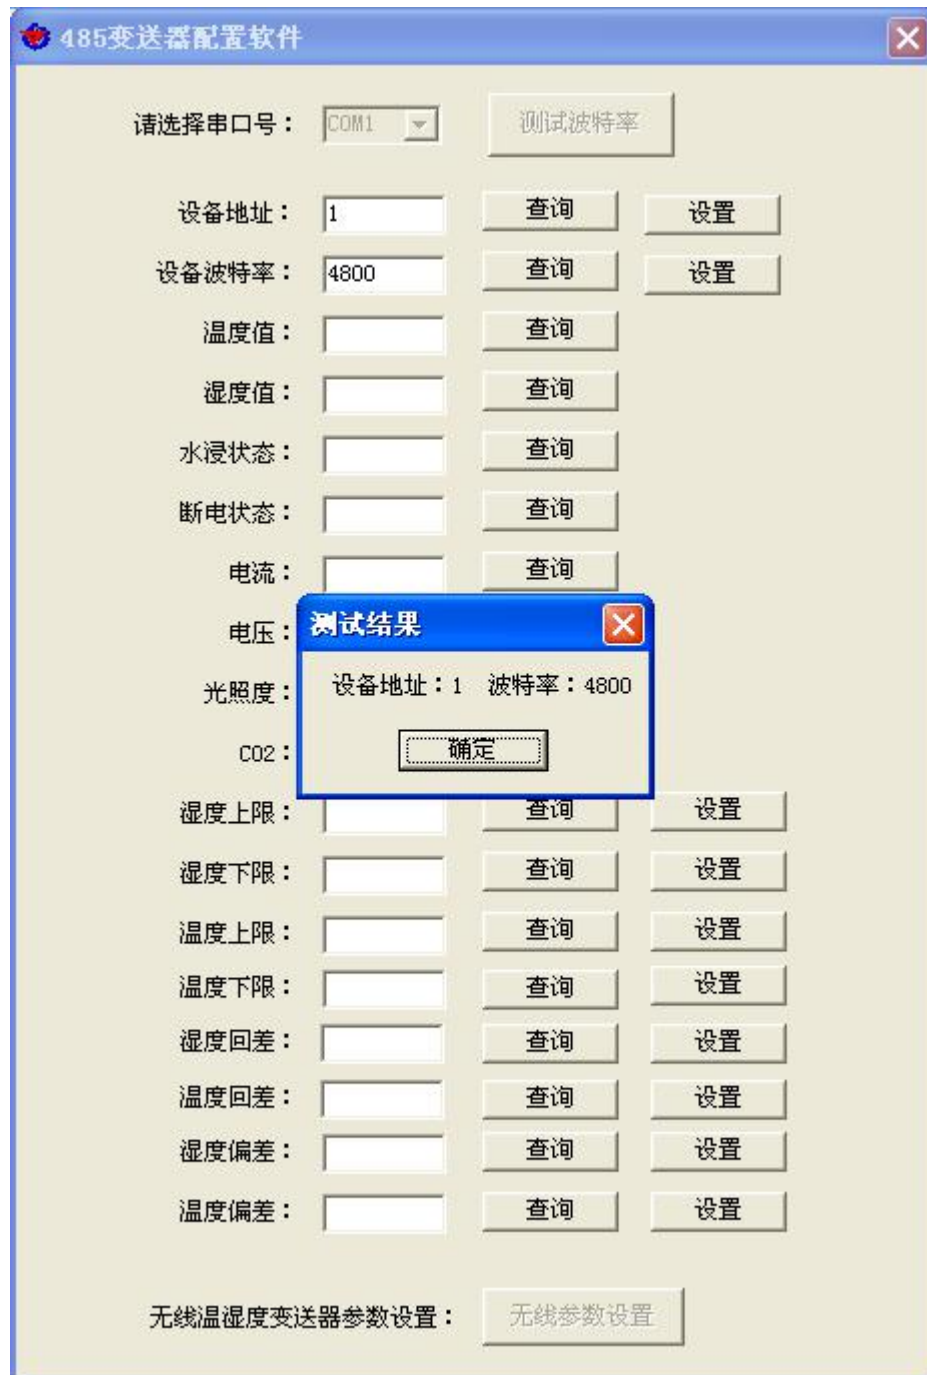 485变送器配置软件
请选择串口号： COM1 测试波特率
设备地址： 1 查询 设置
设备波特率： 4800 查询 设置
温度值： 查询
湿度值： 查询
水浸状态： 查询
断电状态： 查询
电流： 查询
测试结果
电压：
设备地址：1 波特率：4800
光照度：
确定
CO2：
湿度上限： 查询 设置
湿度下限： 查询 设置
温度上限： 查询 设置
温度下限： 查询 设置
湿度回差： 查询 设置
温度回差： 查询 设置
湿度偏差： 查询 设置
温度偏差： 查询 设置
无线温湿度变送器参数设置： 无线参数设置